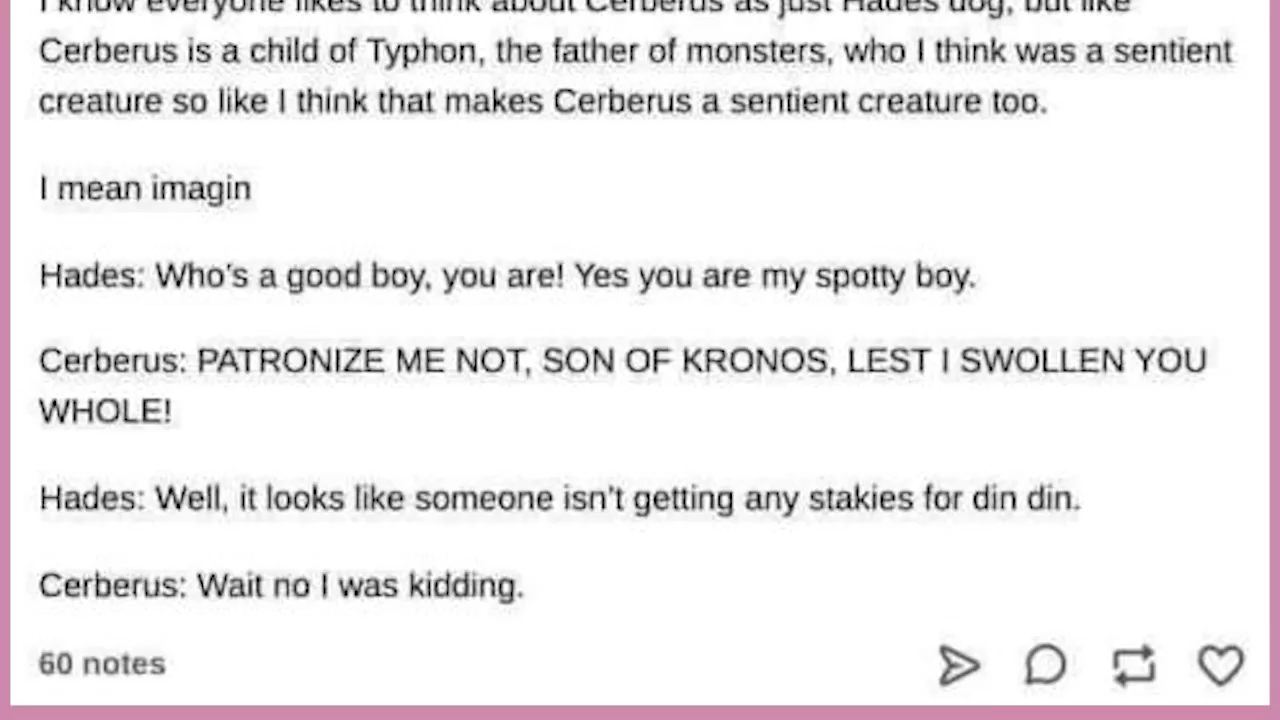 I know everyone likes to think about Cerberus as just Hades dog, but like
Cerberus is a child of Typhon, the father of monsters, who I think was a sentient
creature so like I think that makes Cerberus a sentient creature too.
I mean imagin
Hades: Who's a good boy, you are! Yes you are my spotty boy.
Cerberus: PATRONIZE ME NOT, SON OF KRONOS, LEST I SWOLLEN YOU
WHOLE!
Hades: Well, it looks like someone isn't getting any stakies for din din.
Cerberus: Wait no I was kidding.
60 notes